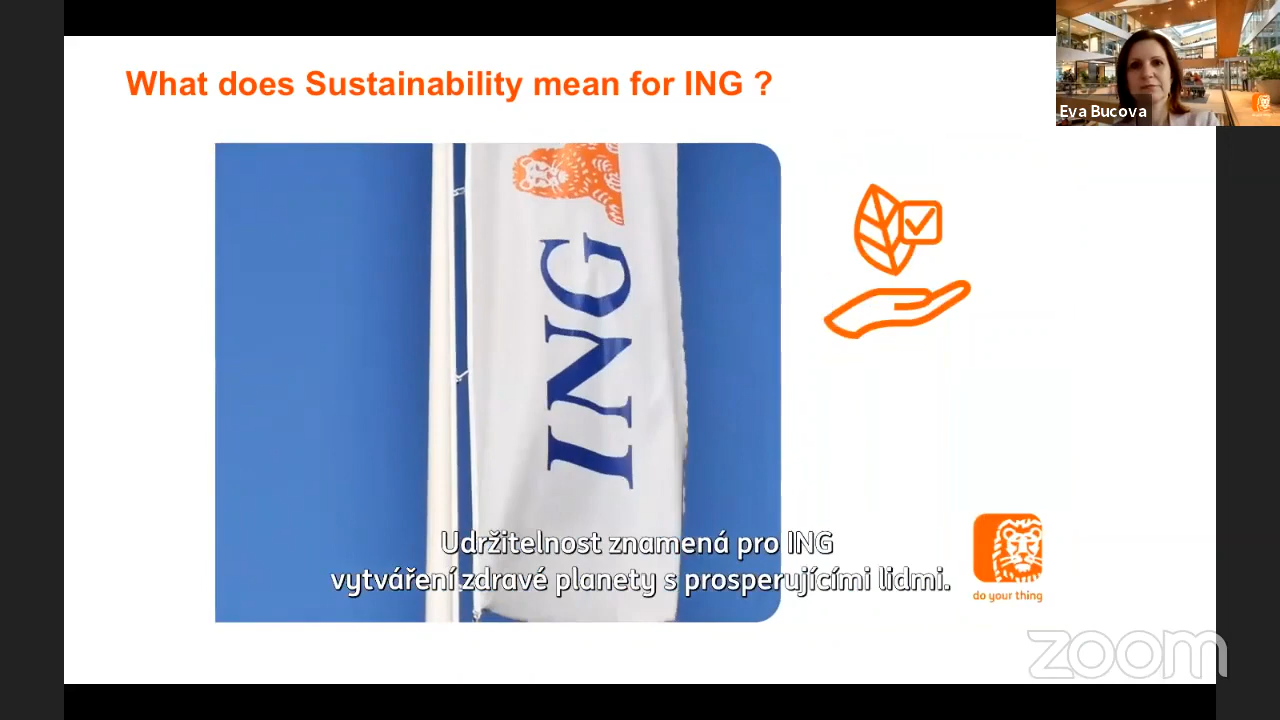 What does Sustainability mean for ING ?
Eva Bucova
ING
Udržitelnost znamená pro ING
vytváření zdravé planety s prosperujícími lidmi.
do your thing
zoom